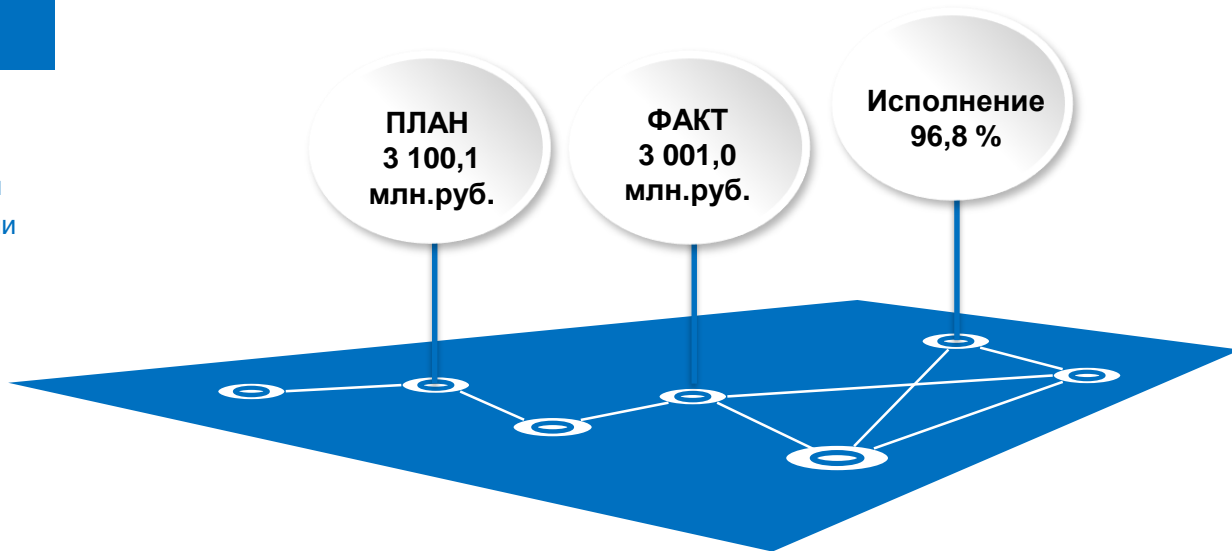 ПЛАН
3 100,1
млн.руб.
ФАКТ
3 001,0
млн.руб.
Исполнение
96,8 %
и